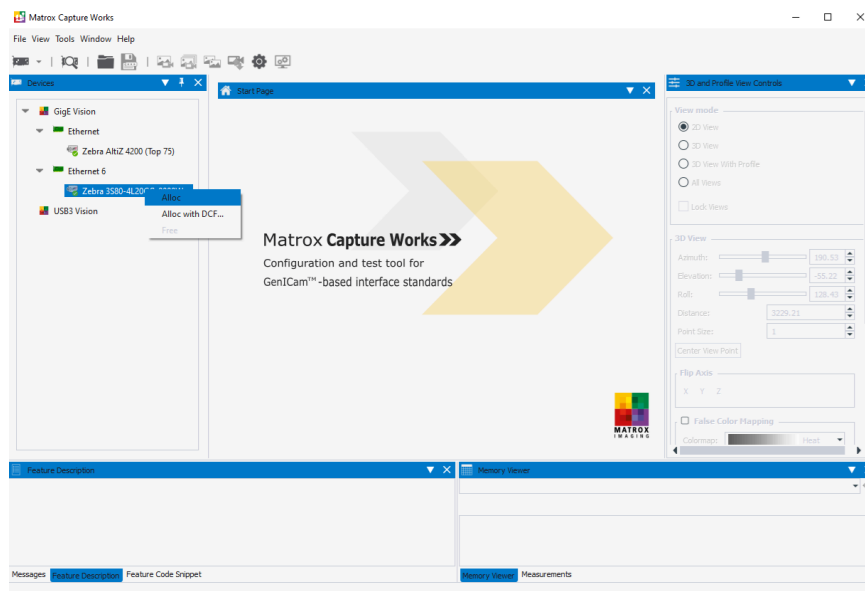 Matrox Capture Works
File View Tools Window Help
Devices
GigE Vision
Ethernet
Zebra AltiZ 4200 (Top 75)
Ethernet 6
Zebra 3S80-4L20
USB3 Vision
Alloc
Alloc with DCF...
Free
Start Page
Matrox Capture Works
Configuration and test tool for
GenICam™-based interface standards
MATROX
IMAGING
3D and Profile View Controls
View mode
2D View
3D View
3D View With Profile
All Views
Lock Views
3D View
Azimuth: 190.53
Elevation: -55.22
Roll: 128.43
Distance: 3229.21
Point Size: 1
Center View Point
Flip Axis
X Y Z
False Color Mapping
Colormap: Heat
Feature Description
Memory Viewer
Messages Feature Description Feature Code Snippet
Memory Viewer Measurements